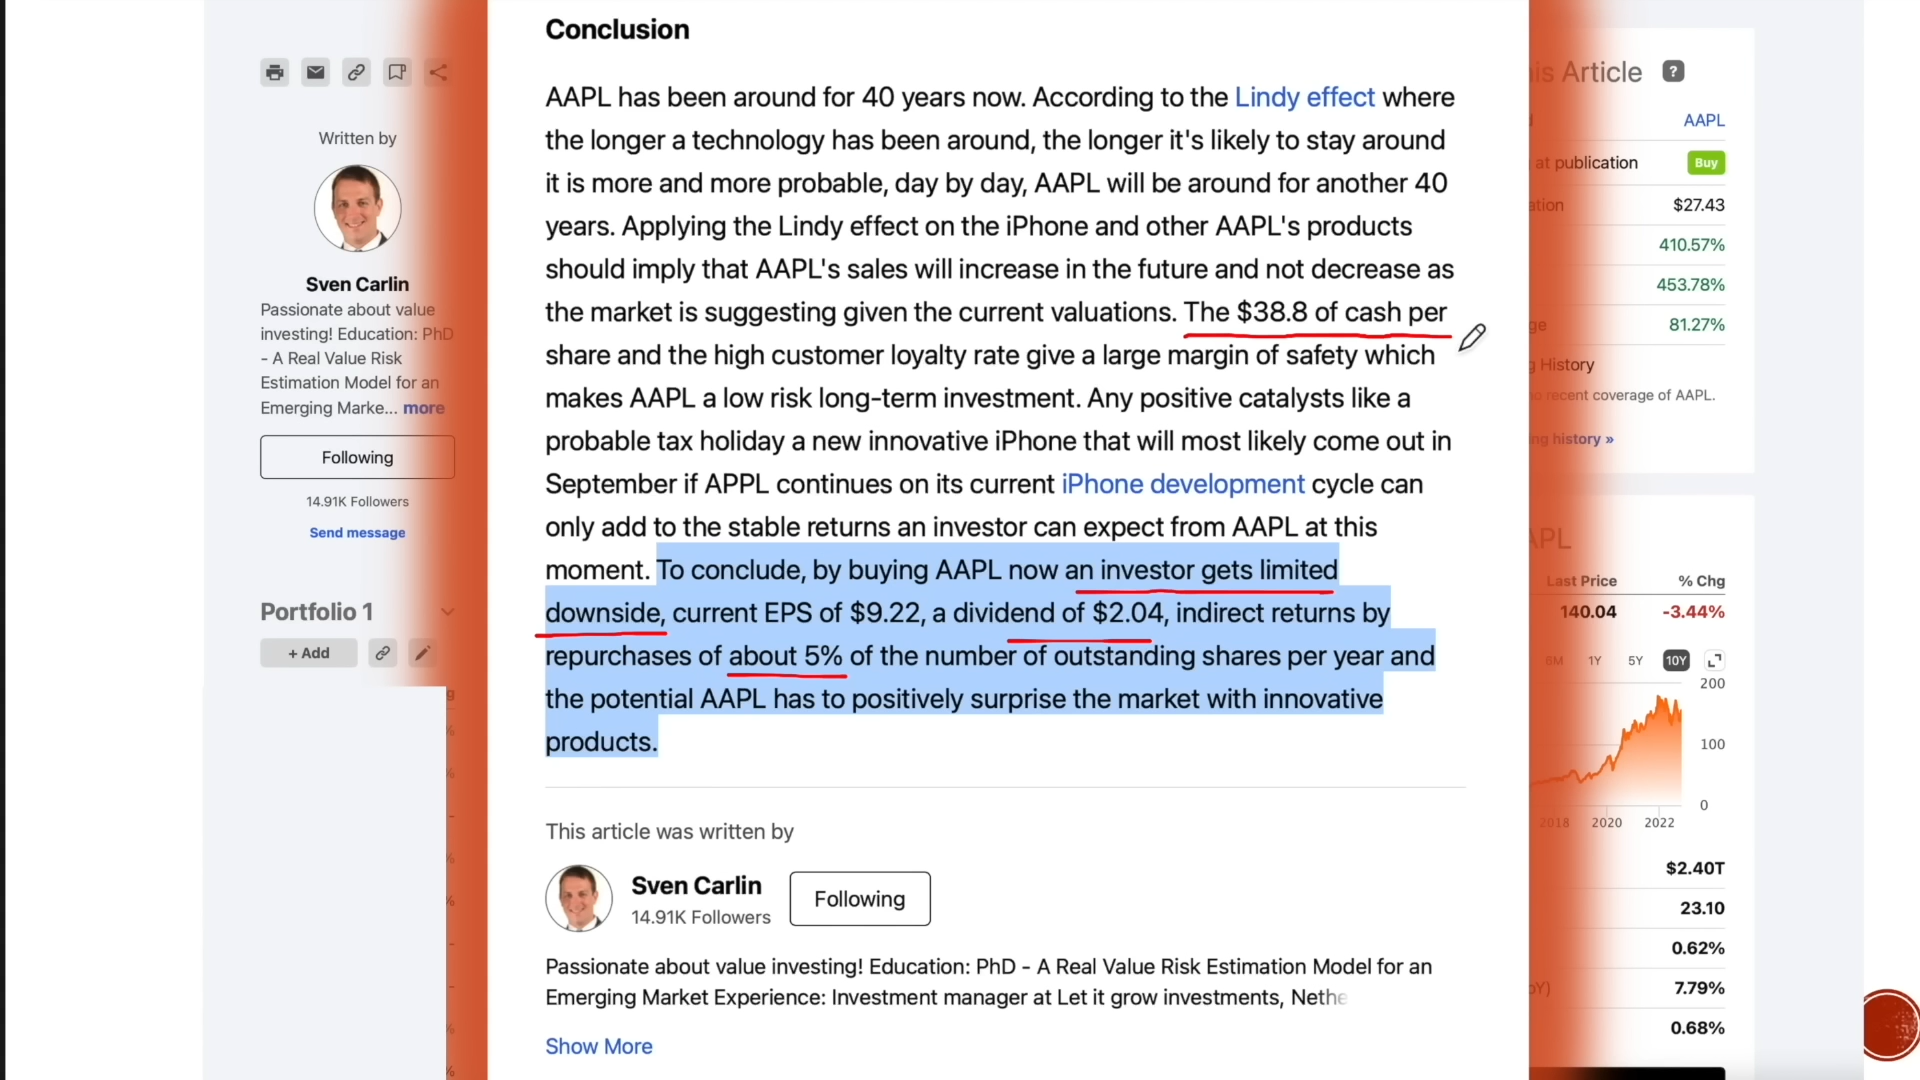 Conclusion
AAPL has been around for 40 years now. According to the Lindy effect where
the longer a technology has been around, the longer it's likely to stay around
it is more and more probable, day by day, AAPL will be around for another 40
years. Applying the Lindy effect on the iPhone and other AAPL's products
should imply that AAPL's sales will increase in the future and not decrease as
the market is suggesting given the current valuations. The $38.8 of cash per
share and the high customer loyalty rate give a large margin of safety which
makes AAPL a low risk long-term investment. Any positive catalysts like a
probable tax holiday a new innovative iPhone that will most likely come out in
September if APPL continues on its current iPhone development cycle can
only add to the stable returns an investor can expect from AAPL at this
moment. To conclude, by buying AAPL now an investor gets limited
downside, current EPS of $9.22, a dividend of $2.04, indirect returns by
repurchases of about 5% of the number of outstanding shares per year and
the potential AAPL has to positively surprise the market with innovative
products.
This article was written by
Sven Carlin
Following
14.91K Followers
Passionate about value investing! Education: PhD - A Real Value Risk Estimation Model for an
Emerging Market Experience: Investment manager at Let it grow investments, Nethe
Show More
Written by
Sven Carlin
Passionate about value
investing! Education: PhD
- A Real Value Risk
Estimation Model for an
Emerging Marke... more
Following
14.91K Followers
Send message
Portfolio 1
+ Add
Article ?
AAPL
at publication Buy
$27.43
410.57%
453.78%
81.27%
History
recent coverage of AAPL.
history »
Last Price % Chg
140.04 -3.44%
6M 1Y 5Y 10Y
200
100
0
2018 2020 2022
$2.40T
23.10
0.62%
7.79%
0.68%